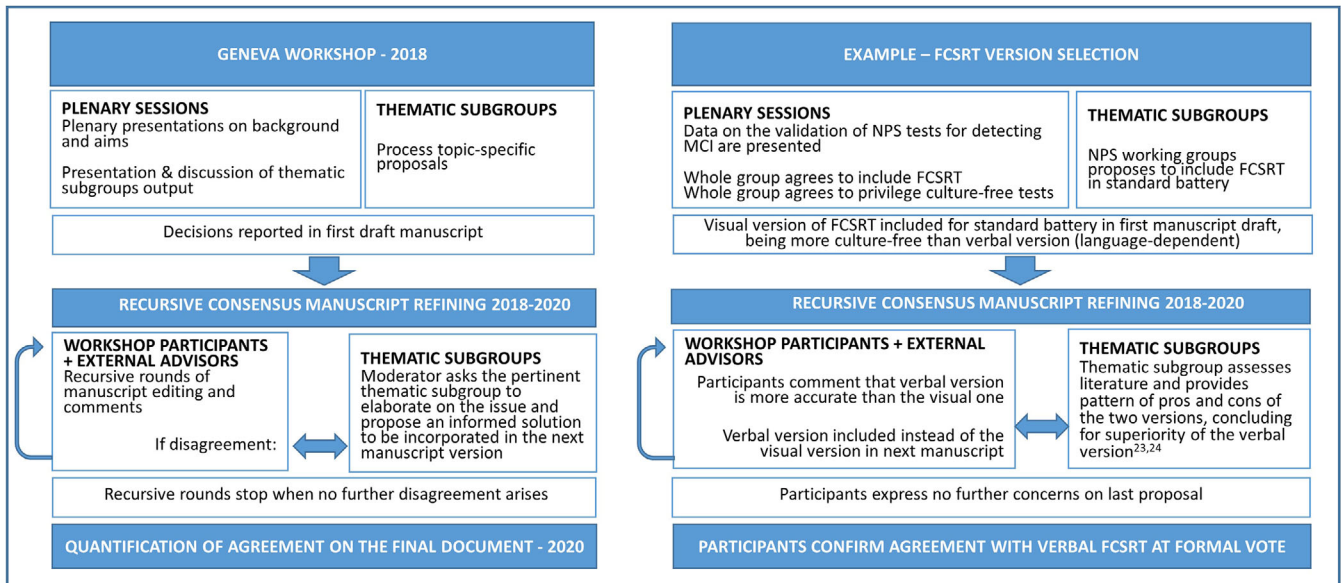 GENEVA WORKSHOP - 2018
PLENARY SESSIONS
Plenary presentations on background
and aims
Presentation & discussion of thematic
subgroups output
THEMATIC SUBGROUPS
Process topic-specific
proposals
Decisions reported in first draft manuscript
RECURSIVE CONSENSUS MANUSCRIPT REFINING 2018-2020
WORKSHOP PARTICIPANTS
+ EXTERNAL ADVISORS
Recursive rounds of
manuscript editing and
comments
If disagreement:
THEMATIC SUBGROUPS
Moderator asks the pertinent
thematic subgroup to
elaborate on the issue and
propose an informed solution
to be incorporated in the next
manuscript version
Recursive rounds stop when no further disagreement arises
QUANTIFICATION OF AGREEMENT ON THE FINAL DOCUMENT - 2020
EXAMPLE – FCSRT VERSION SELECTION
PLENARY SESSIONS
Data on the validation of NPS tests for detecting
MCI are presented
Whole group agrees to include FCSRT
Whole group agrees to privilege culture-free tests
THEMATIC SUBGROUPS
NPS working groups
proposes to include FCSRT
in standard battery
Visual version of FCSRT included for standard battery in first manuscript draft,
being more culture-free than verbal version (language-dependent)
RECURSIVE CONSENSUS MANUSCRIPT REFINING 2018-2020
WORKSHOP PARTICIPANTS + EXTERNAL
ADVISORS
Participants comment that verbal version
is more accurate than the visual one
Verbal version included instead of the
visual version in next manuscript
THEMATIC SUBGROUPS
Thematic subgroup assesses
literature and provides
pattern of pros and cons of
the two versions, concluding
for superiority of the verbal
version23,24
Participants express no further concerns on last proposal
PARTICIPANTS CONFIRM AGREEMENT WITH VERBAL FCSRT AT FORMAL VOTE